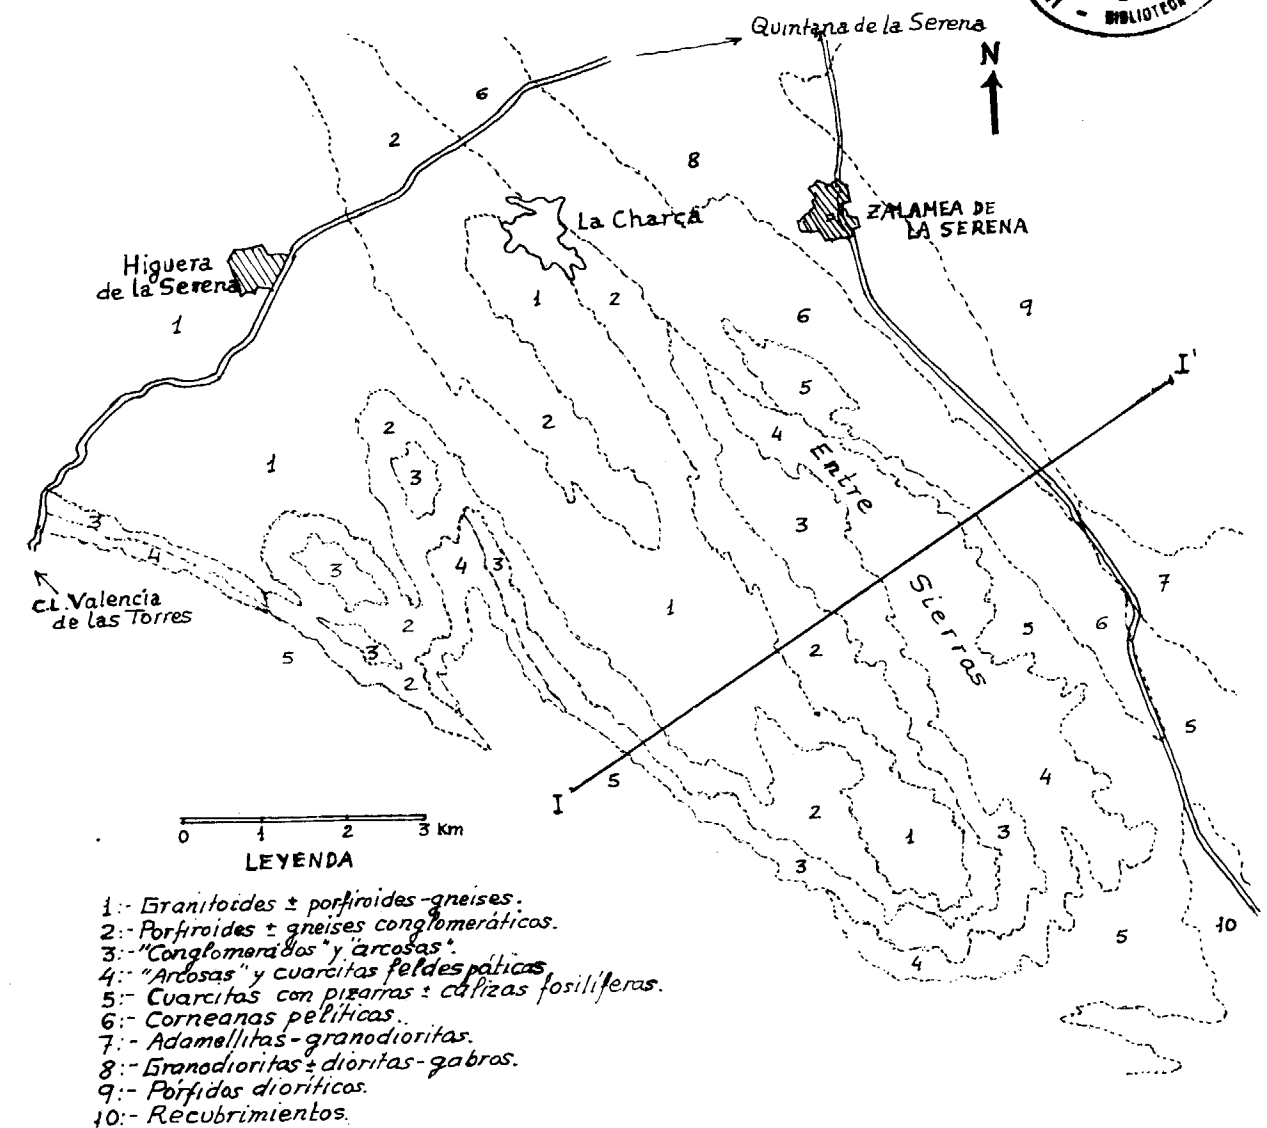 BIBLIOTECA
Quintana de la Serena
N
6
2
8
La Charca
ZALAMEA DE
LA SERENA
Higuera
de la Serena
1
1
2
6
9
I'
5
2
2
4
Entre
1
3
3
3
4
3
4
3
7
C.L. Valencia
de las Torres
1
Sierras
2
5
6
5
3
2
2
5
4
5
I
2
1
3
3
0 1 2 3 Km
5
10
4
LEYENDA
1:- Granitoides ± porfiroides-gneises.
2:- Porfiroides ± gneises conglomeráticos.
3:- "Conglomerados" y "arcosas".
4:- "Arcosas" y cuarcitas feldespáticas
5:- Cuarcitas con pizarras ± calizas fosilíferas.
6:- Corneanas pelíticas.
7:- Adamellitas-granodioritas.
8:- Granodioritas ± dioritas-gabros.
9:- Pórfidos dioríticos.
10:- Recubrimientos.